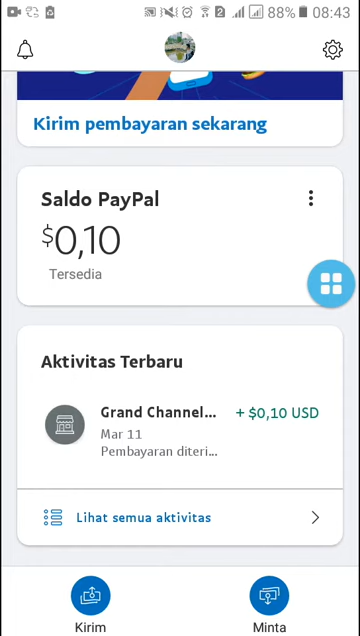 88% 08:43
Kirim pembayaran sekarang
Saldo PayPal
$0,10
Tersedia
Aktivitas Terbaru
Grand Channel... + $0,10 USD
Mar 11
Pembayaran diteri...
Lihat semua aktivitas
Kirim Minta